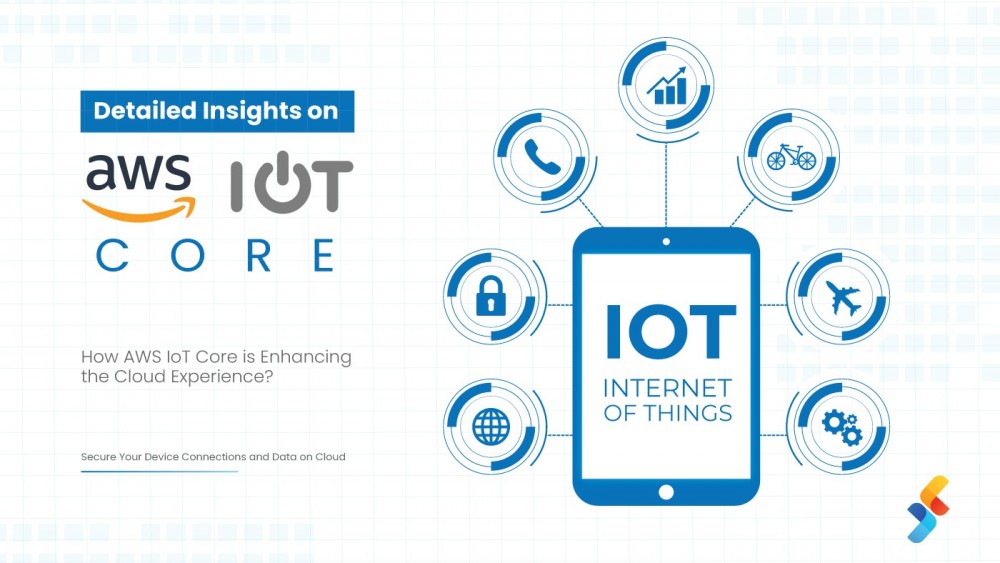 Detailed Insights on
aws IOT
CORE
How AWS IoT Core is Enhancing
the Cloud Experience?
Secure Your Device Connections and Data on Cloud
IOT
INTERNET
OF THINGS